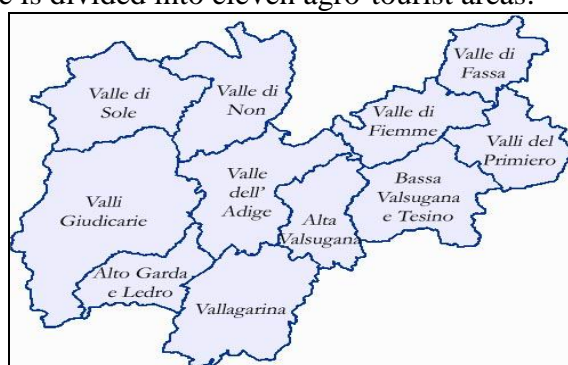 e is divided into eleven agro-tourist areas.
Valle di
Fassa
Valle di
Sole
Valle di
Non
Valle di
Fiemme
Valli del
Primiero
Valle
dell'
Adige
Bassa
Valsugana
e Tesino
Valli
Giudicarie
Alta
Valsugana
Alto Garda
e Ledro
Vallagarina